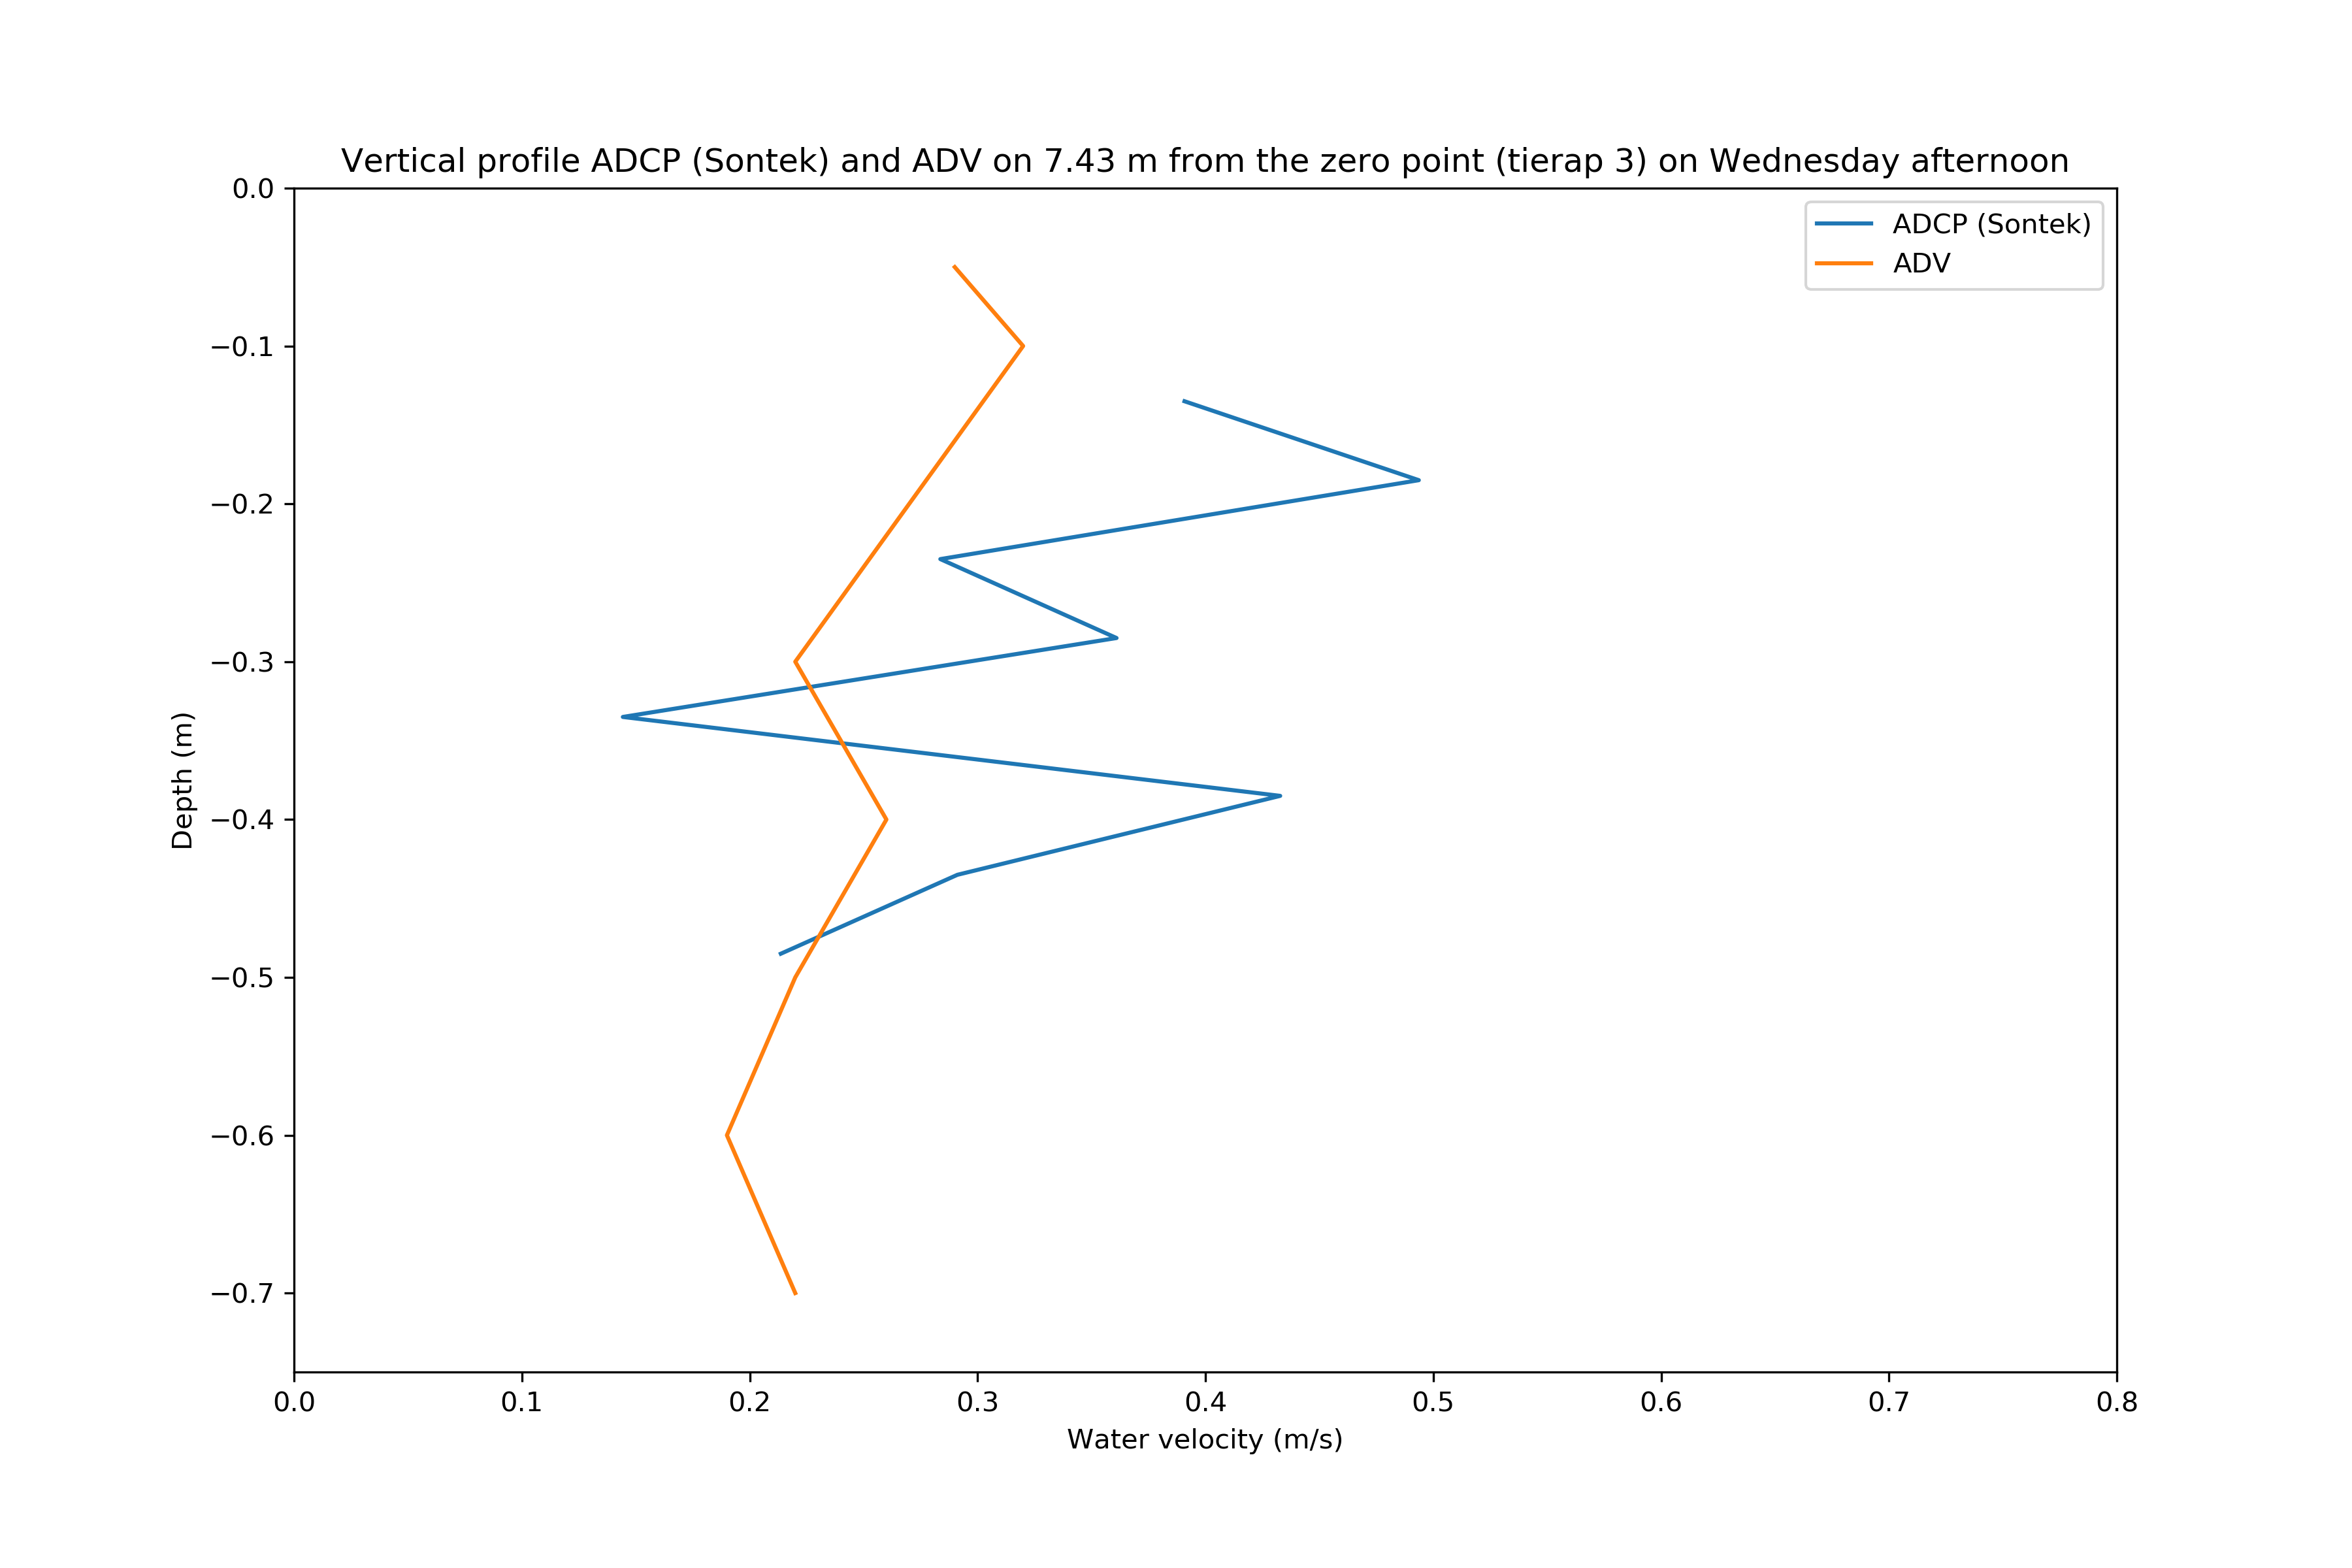 Vertical profile ADCP (Sontek) and ADV on 7.43 m from the zero point (tierap 3) on Wednesday afternoon
ADCP (Sontek)
ADV
0.0
−0.1
−0.2
−0.3
−0.4
−0.5
−0.6
−0.7
Depth (m)
0.0 0.1 0.2 0.3 0.4 0.5 0.6 0.7 0.8
Water velocity (m/s)